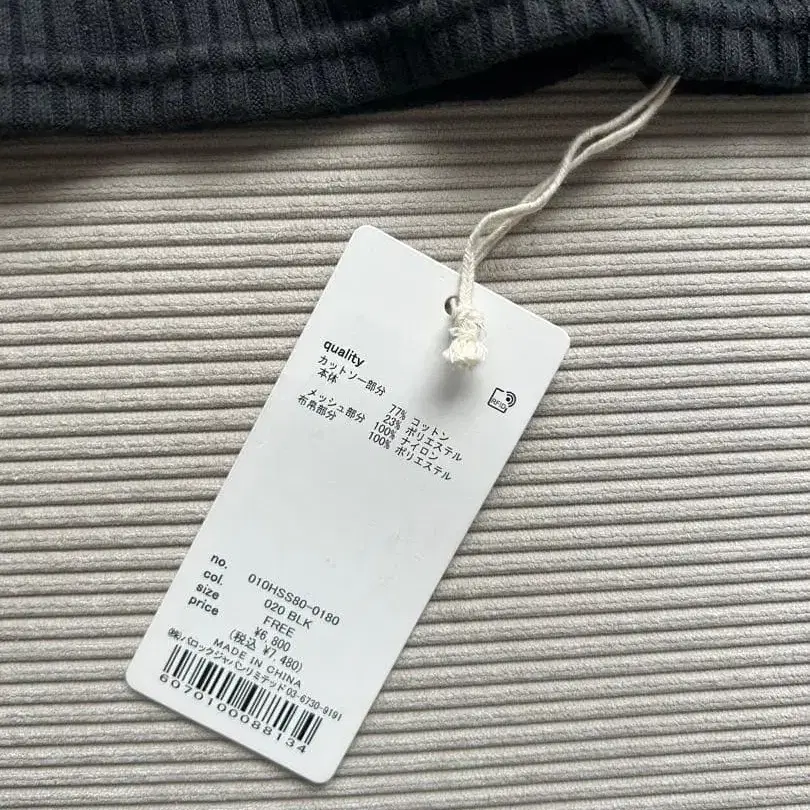 quality
カットソー部分
本体 77% コットン
23% ポリエステル
メッシュ部分 100% ナイロン
布帛部分 100% ポリエステル
RFID
no. 010HSS80-0180
col. 020 BLK
size FREE
price ¥6,800
(税込 ¥7,480)
MADE IN CHINA
㈱バロックジャパンリミテッド 03-6730-9191
6070100088134